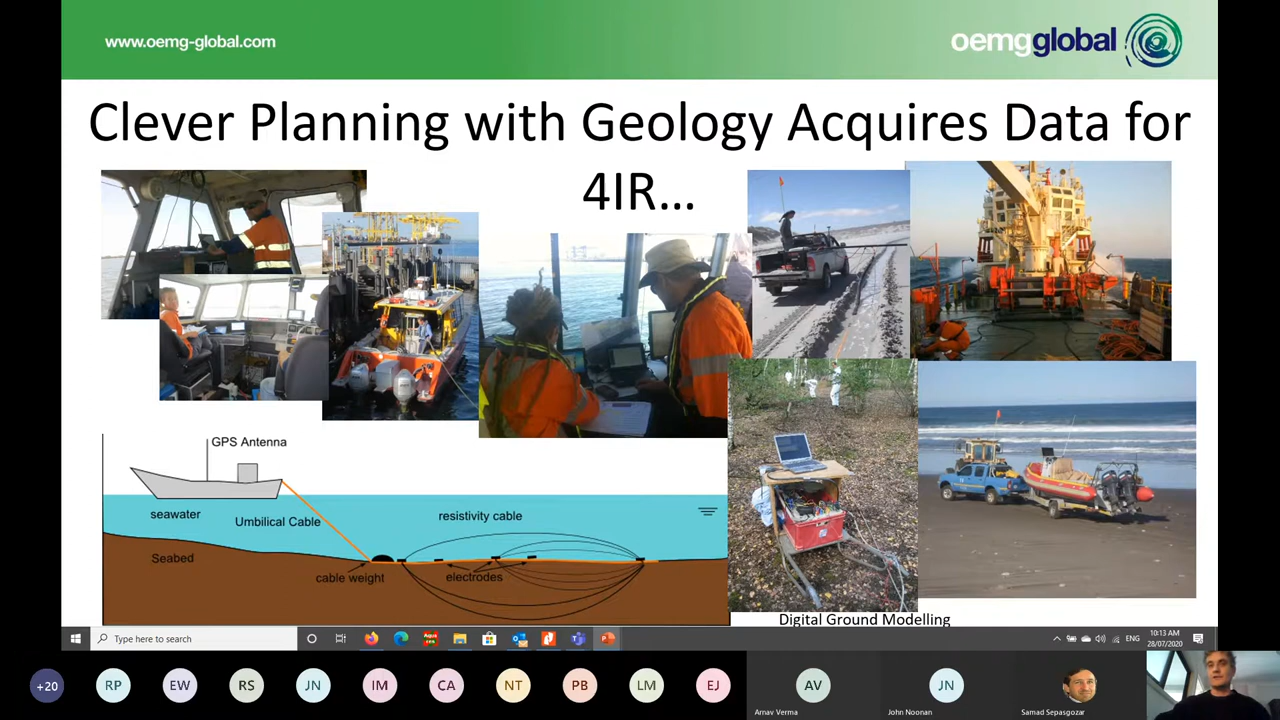 www.oemg-global.com
oemgglobal
Clever Planning with Geology Acquires Data for
4IR...
GPS Antenna
seawater
Umbilical Cable
resistivity cable
Seabed
cable weight
electrodes
Digital Ground Modelling
Type here to search
ENG
10:13 AM
28/07/2020
+20
RP
EW
RS
JN
IM
CA
NT
PB
LM
EJ
AV
JN
Arnav Verma
John Noonan
Samad Sepasgozar